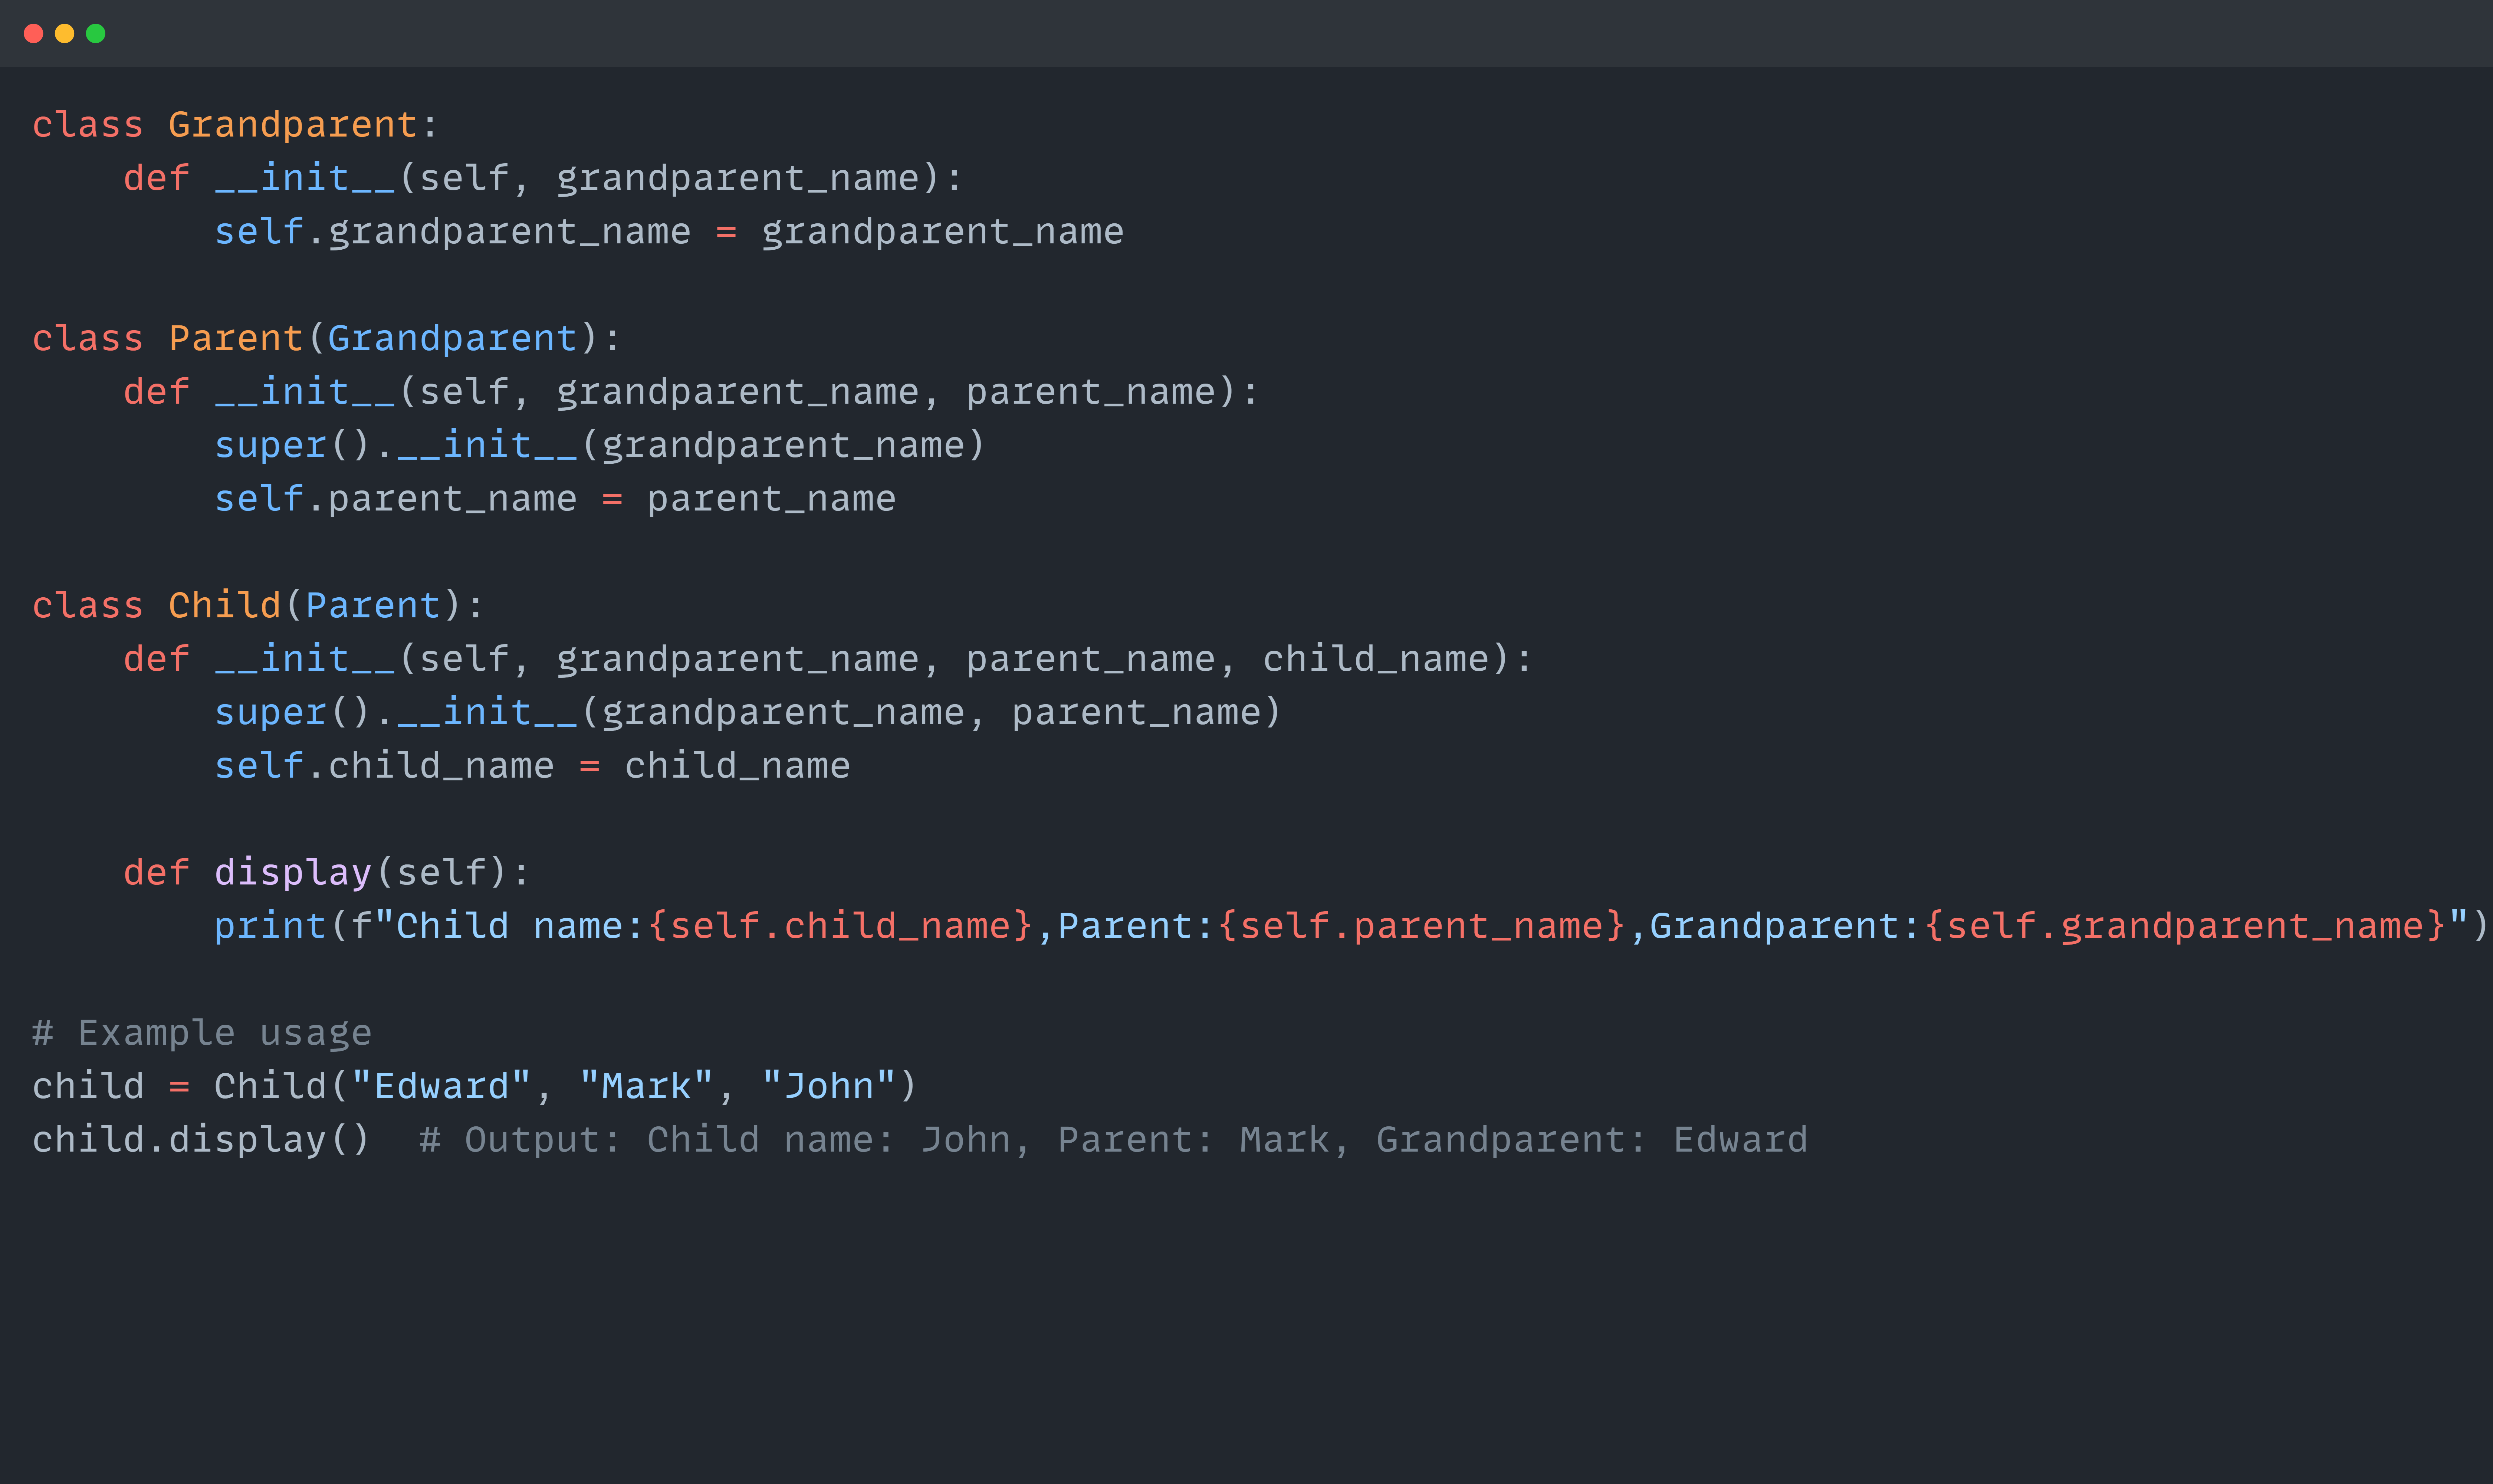 class Grandparent:
    def __init__(self, grandparent_name):
        self.grandparent_name = grandparent_name

class Parent(Grandparent):
    def __init__(self, grandparent_name, parent_name):
        super().__init__(grandparent_name)
        self.parent_name = parent_name

class Child(Parent):
    def __init__(self, grandparent_name, parent_name, child_name):
        super().__init__(grandparent_name, parent_name)
        self.child_name = child_name

    def display(self):
        print(f"Child name:{self.child_name},Parent:{self.parent_name},Grandparent:{self.grandparent_name}")

# Example usage
child = Child("Edward", "Mark", "John")
child.display()  # Output: Child name: John, Parent: Mark, Grandparent: Edward